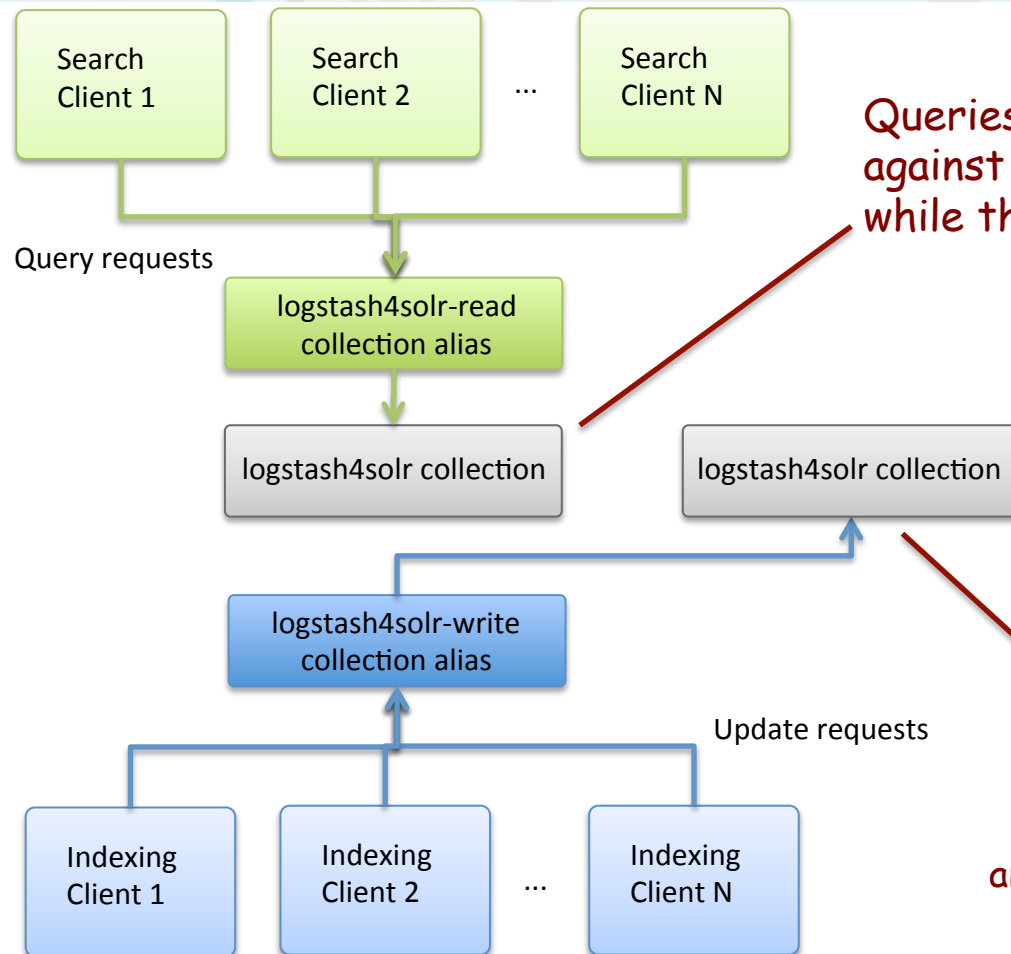 Search
Client 1
Search
Client 2
...
Search
Client N
Queries
against
while th
Query requests
logstash4solr-read
collection alias
logstash4solr collection
logstash4solr collection
logstash4solr-write
collection alias
Update requests
Indexing
Client 1
Indexing
Client 2
...
Indexing
Client N